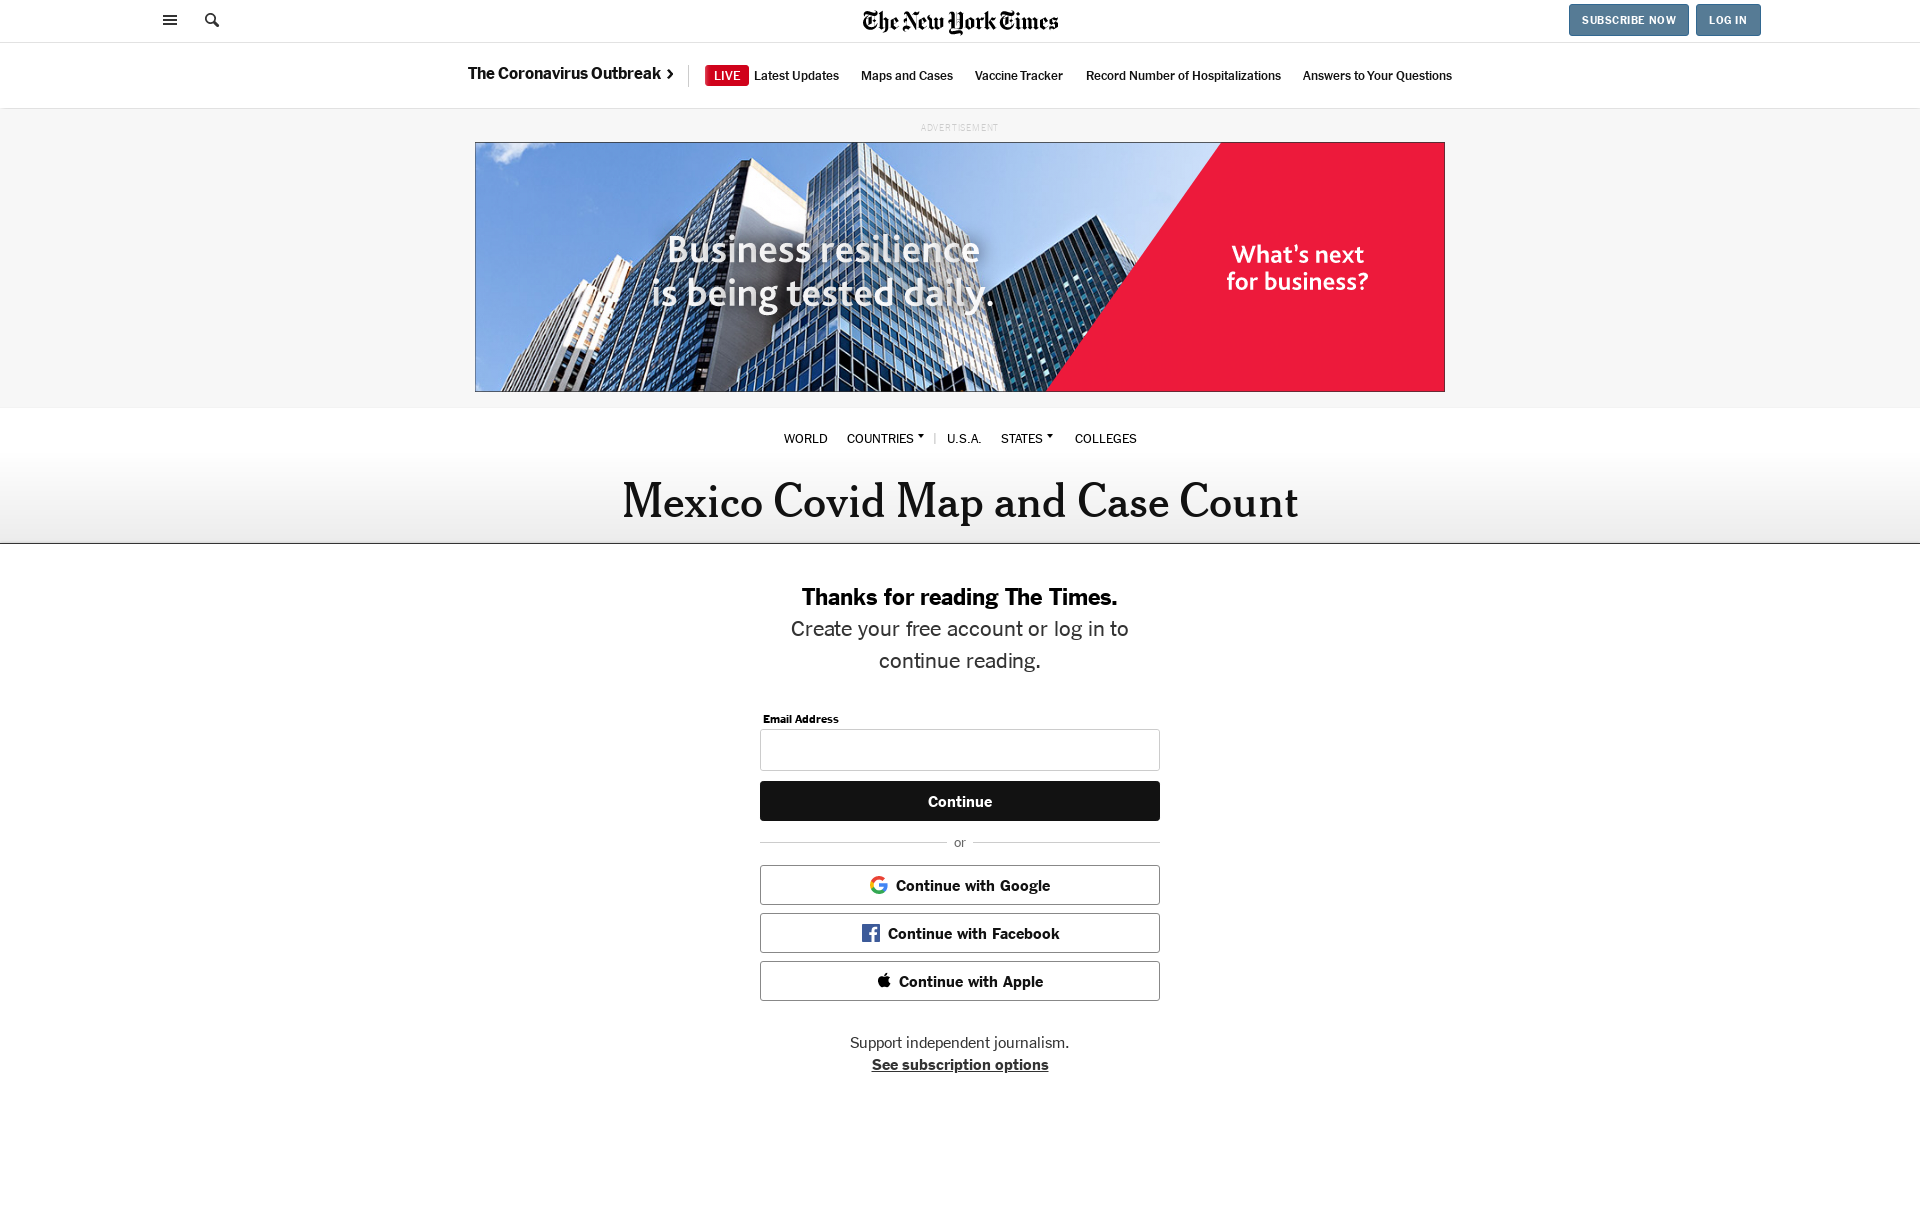 The New York Times
SUBSCRIBE NOW
LOG IN
The Coronavirus Outbreak
LIVE Latest Updates
Maps and Cases
Vaccine Tracker
Record Number of Hospitalizations
Answers to Your Questions
ADVERTISEMENT
Business resilience
is being tested daily.
What's next
for business?
WORLD
COUNTRIES
U.S.A.
STATES
COLLEGES
Mexico Covid Map and Case Count
Thanks for reading The Times.
Create your free account or log in to
continue reading.
Email Address
Continue
or
Continue with Google
Continue with Facebook
Continue with Apple
Support independent journalism.
See subscription options